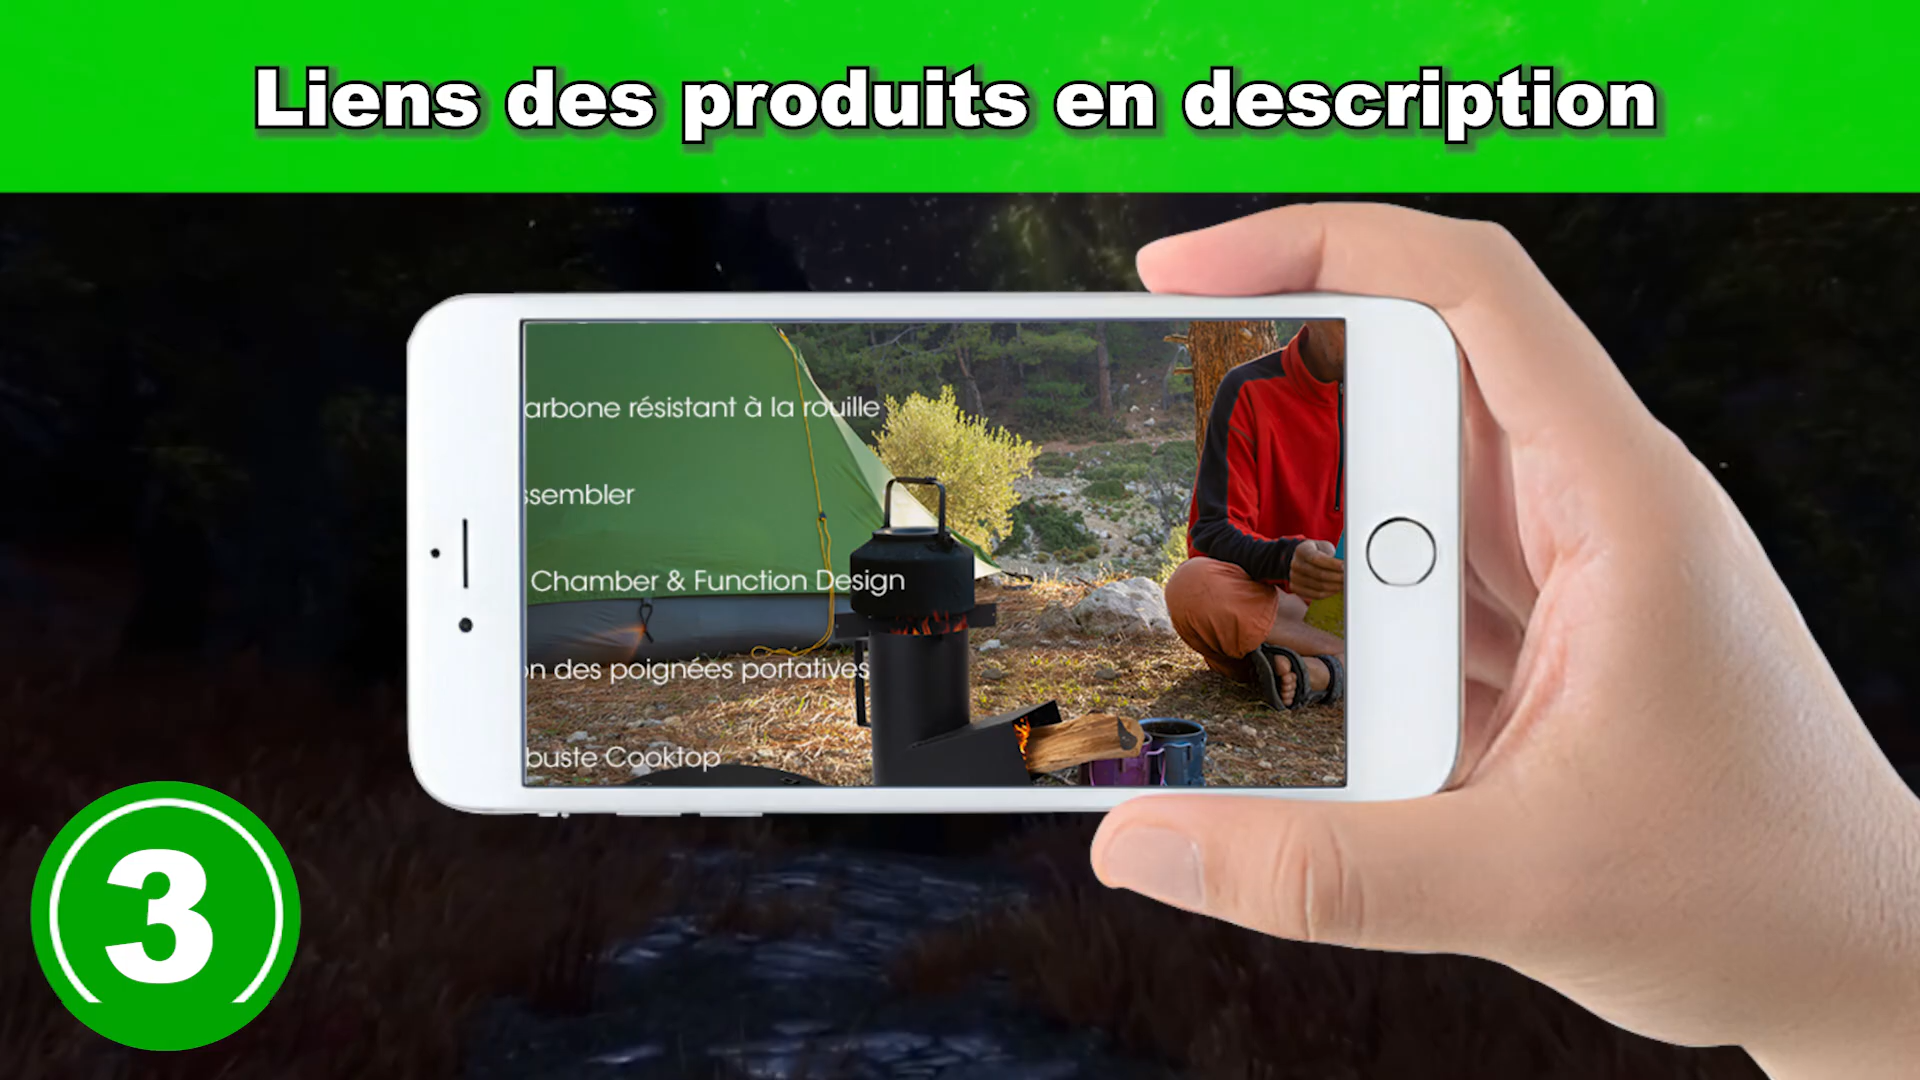 Liens des produits en description
arbone résistant à la rouille
ssembler
Chamber & Function Design
on des poignées portatives
buste Cooktop
3